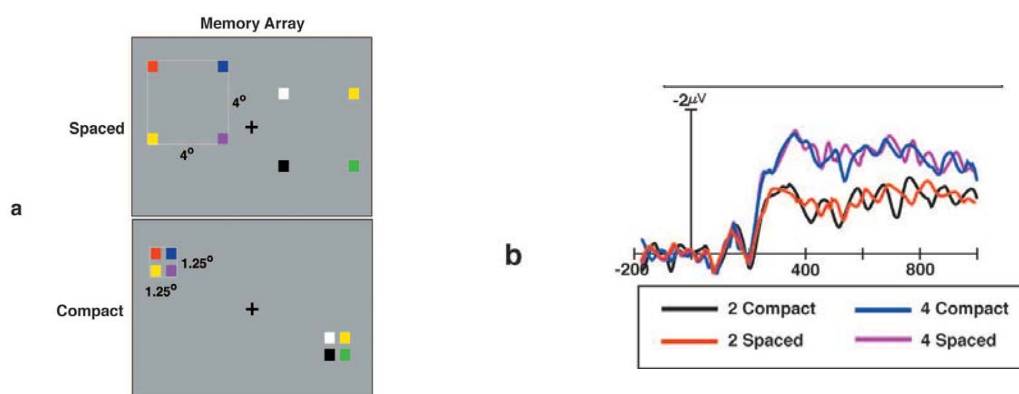 Memory Array
a
Spaced
4°
4°
Compact
1.25°
1.25°
b
-2μV
-200
400
800
2 Compact
4 Compact
2 Spaced
4 Spaced